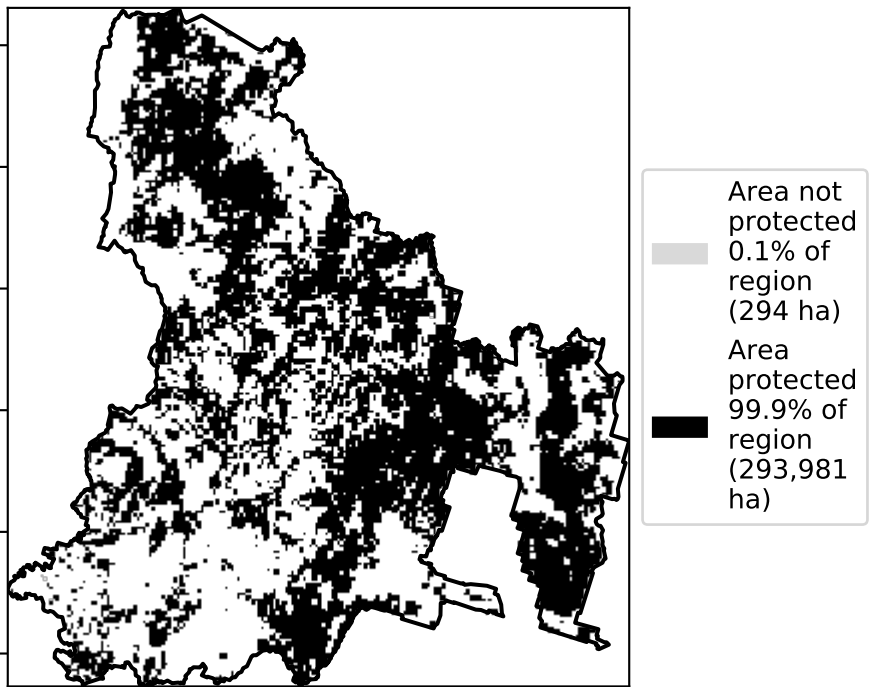 Area not
protected
0.1% of
region
(294 ha)
Area
protected
99.9% of
region
(293,981
ha)